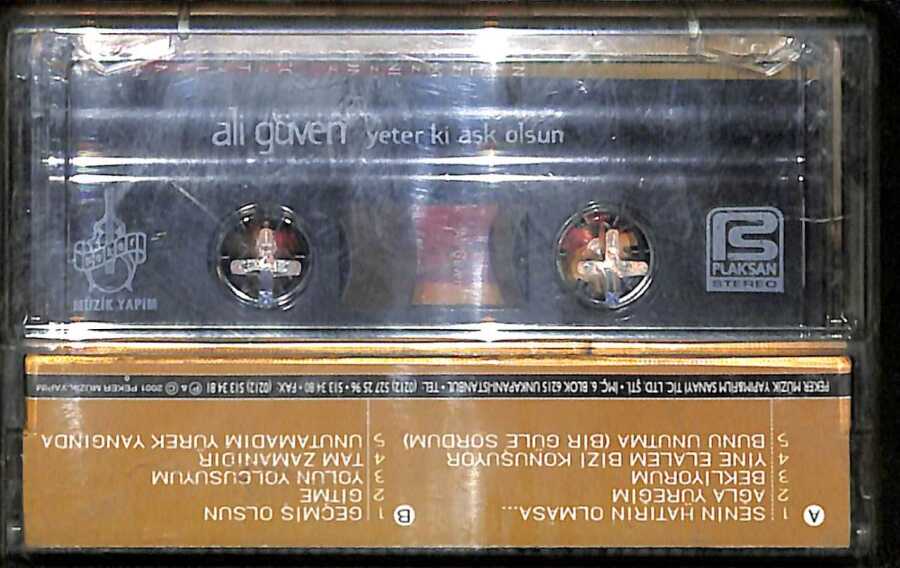 ali güven yeter ki aşk olsun
PEKER
MÜZİK YAPIM
PLAKSAN
STEREO
A
1 SENİN HATIRIN OLMASA...
2 AĞLA YÜREĞİM
3 BEKLİYORUM
4 YİNE ELALEM BİZİ KONUŞUYOR
5 BUNU UNUTMA (BİR GÜLE SORDUM)
B
1 GEÇMİŞ OLSUN
2 GİTME
3 YOLUN YOLCUSUYUM
4 TAM ZAMANIDIR
5 UNUTAMADIM YÜREK YANGINDA
PEKER MÜZİK YAPIM&FİLM SANAYİ TİC. LTD. ŞTİ. • İMÇ 6. BLOK 6215 UNKAPANI-İSTANBUL • TEL: (0212) 527 25 96 • 513 34 80 • FAX: (0212) 513 34 19 ℗ & © 2001 PEKER MÜZİK YAPIM